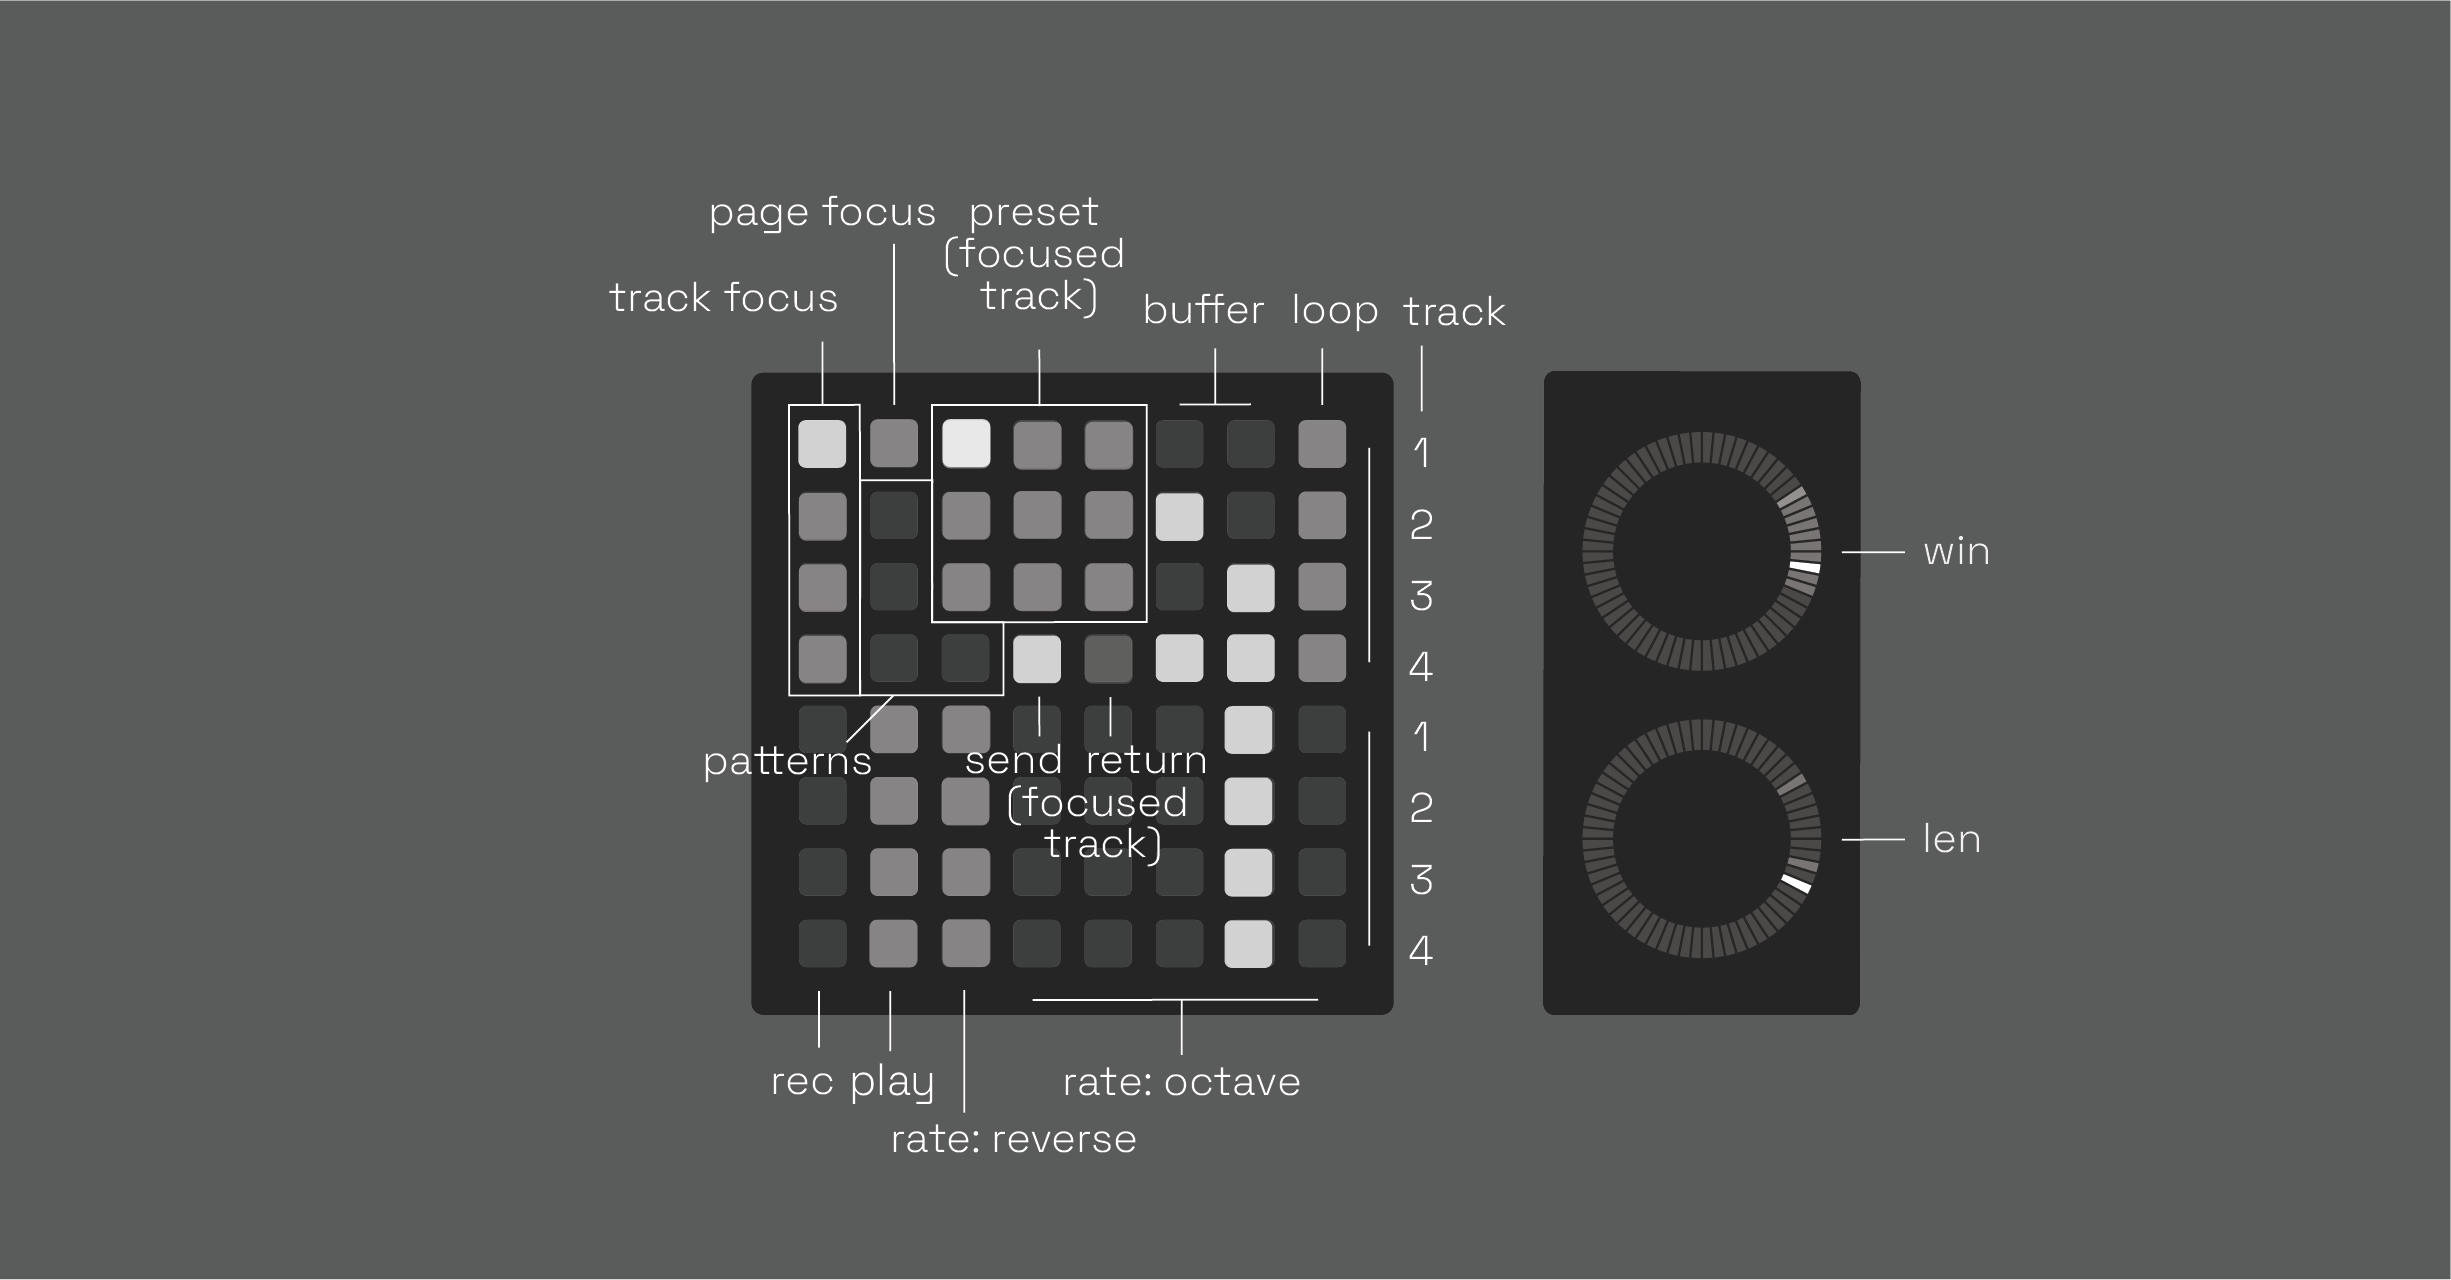 page focus
preset
(focused
track)
track focus
buffer
loop
track
1
2
3
4
patterns
send
return
(focused
track)
1
2
3
4
rec
play
rate: octave
rate: reverse
win
len